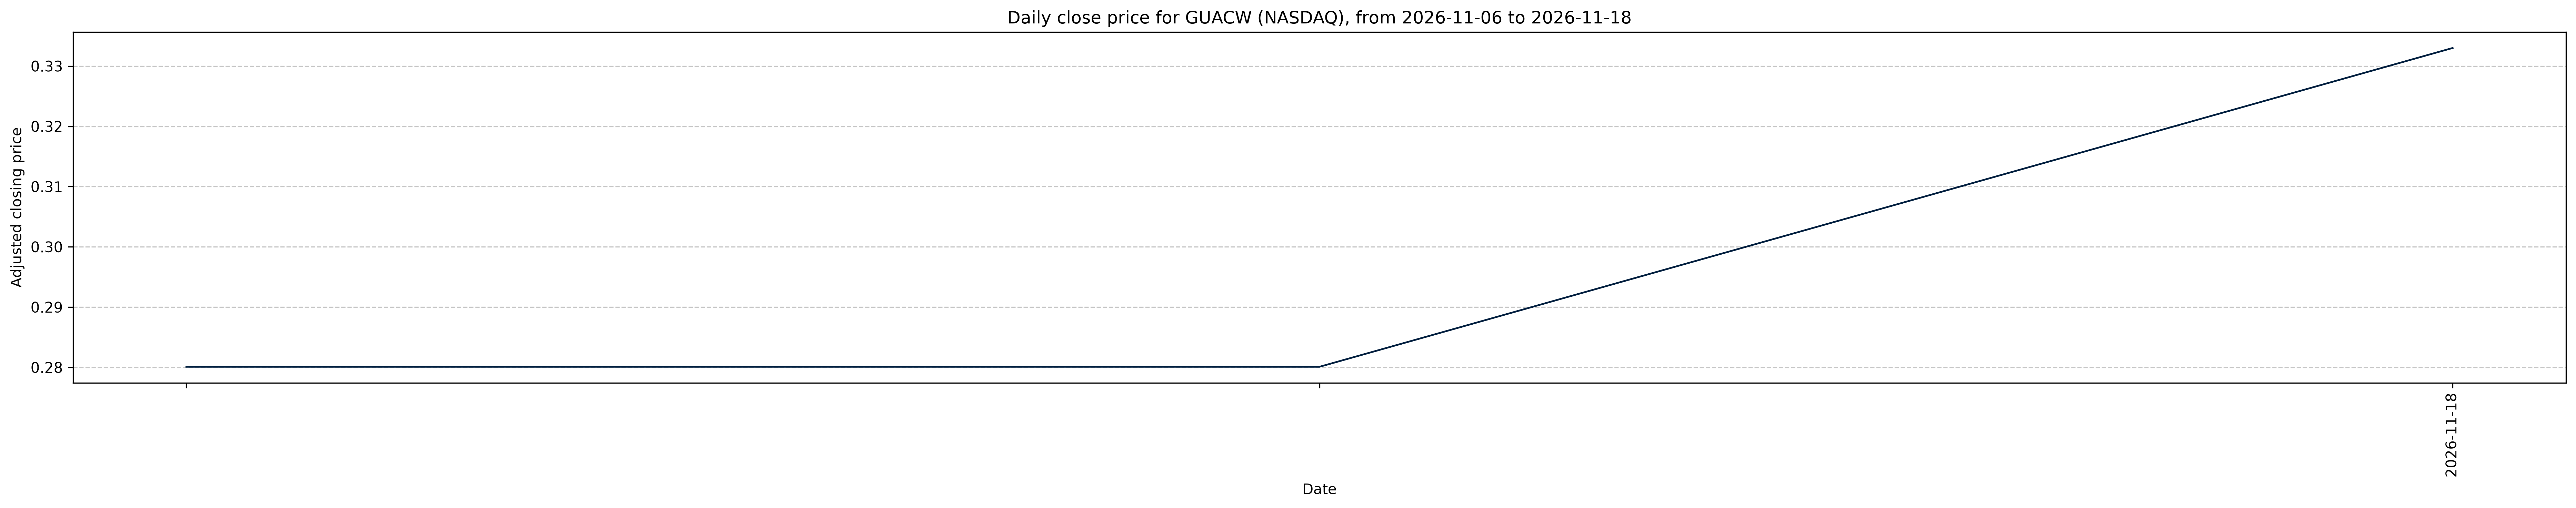 Daily close price for GUACW (NASDAQ), from 2026-11-06 to 2026-11-18
Adjusted closing price
0.33
0.32
0.31
0.30
0.29
0.28
2026-11-18
Date